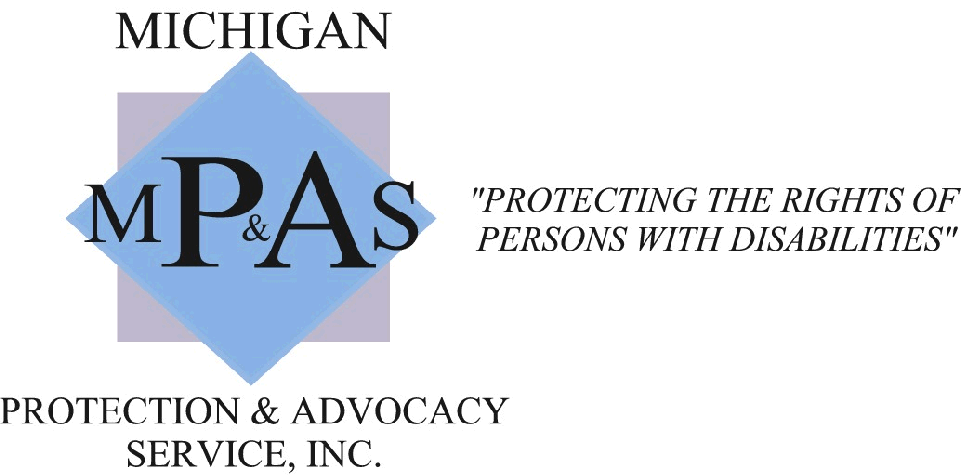 MICHIGAN
MP&AS
"PROTECTING THE RIGHTS OF
PERSONS WITH DISABILITIES"
PROTECTION & ADVOCACY
SERVICE, INC.